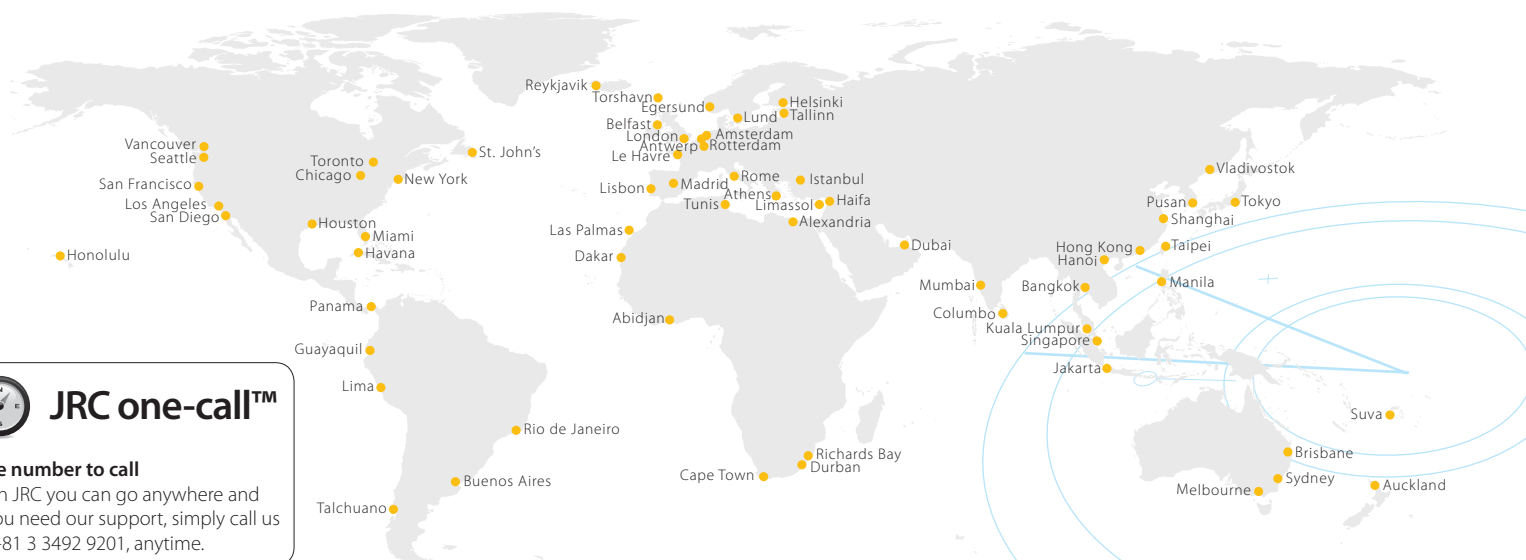 Reykjavik
Torshavn
Egersund
Helsinki
Tallinn
Lund
Belfast
London
Amsterdam
Antwerp
Rotterdam
Le Havre
Vancouver
Seattle
Toronto
St. John's
Chicago
New York
San Francisco
Los Angeles
San Diego
Houston
Miami
Havana
Honolulu
Lisbon
Madrid
Rome
Istanbul
Athens
Tunis
Limassol
Haifa
Alexandria
Las Palmas
Dakar
Dubai
Vladivostok
Pusan
Tokyo
Shanghai
Hong Kong
Taipei
Hanoi
Mumbai
Bangkok
Manila
Columbo
Kuala Lumpur
Singapore
Jakarta
Panama
Abidjan
Guayaquil
Lima
Rio de Janeiro
Buenos Aires
Talchuano
Richards Bay
Durban
Cape Town
Suva
Brisbane
Sydney
Melbourne
Auckland
N
E
JRC one-call™
number to call
JRC you can go anywhere and
need our support, simply call us
81 3 3492 9201, anytime.